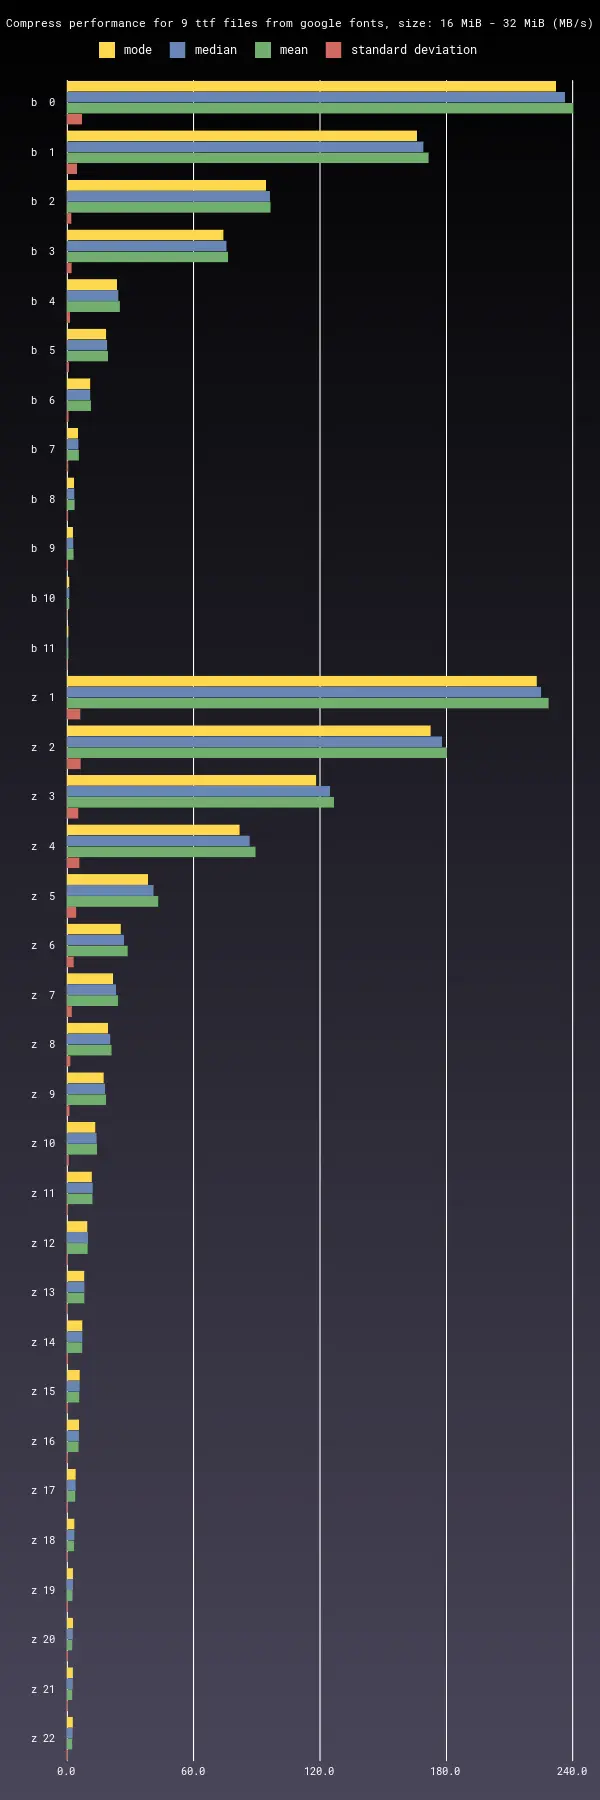 Compress performance for 9 ttf files from google fonts, size: 16 MiB - 32 MiB (MB/s)
mode median mean standard deviation
b 0
b 1
b 2
b 3
b 4
b 5
b 6
b 7
b 8
b 9
b 10
b 11
z 1
z 2
z 3
z 4
z 5
z 6
z 7
z 8
z 9
z 10
z 11
z 12
z 13
z 14
z 15
z 16
z 17
z 18
z 19
z 20
z 21
z 22
0.0 60.0 120.0 180.0 240.0